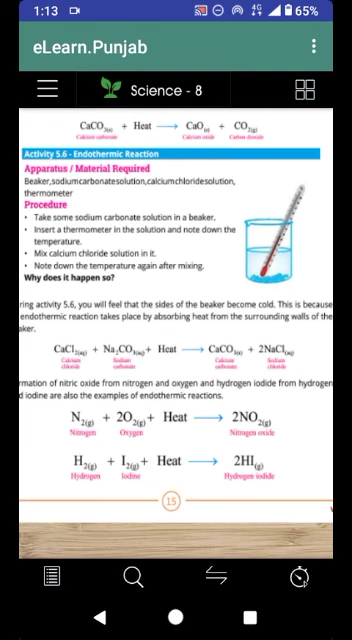 1:13
4G 65%
eLearn.Punjab
Science - 8
CaCO3(s) + Heat → CaO(s) + CO2(g)
Calcium carbonate Calcium oxide Carbon dioxide
Activity 5.6 - Endothermic Reaction
Apparatus / Material Required
Beaker,sodiumcarbonatesolution,calciumchloridesolution,
thermometer
Procedure
• Take some sodium carbonate solution in a beaker.
• Insert a thermometer in the solution and note down the
temperature.
• Mix calcium chloride solution in it.
• Note down the temperature again after mixing.
Why does it happen so?
ring activity 5.6, you will feel that the sides of the beaker become cold. This is because
endothermic reaction takes place by absorbing heat from the surrounding walls of the
aker.
CaCl2(aq) + Na2CO3(aq) + Heat → CaCO3(s) + 2NaCl(aq)
Calcium chloride Sodium carbonate Calcium carbonate Sodium chloride
rmation of nitric oxide from nitrogen and oxygen and hydrogen iodide from hydrogen
d iodine are also the examples of endothermic reactions.
N2(g) + 2O2(g) + Heat → 2NO2(g)
Nitrogen Oxygen Nitrogen oxide
H2(g) + I2(g) + Heat → 2HI(g)
Hydrogen Iodine Hydrogen iodide
15